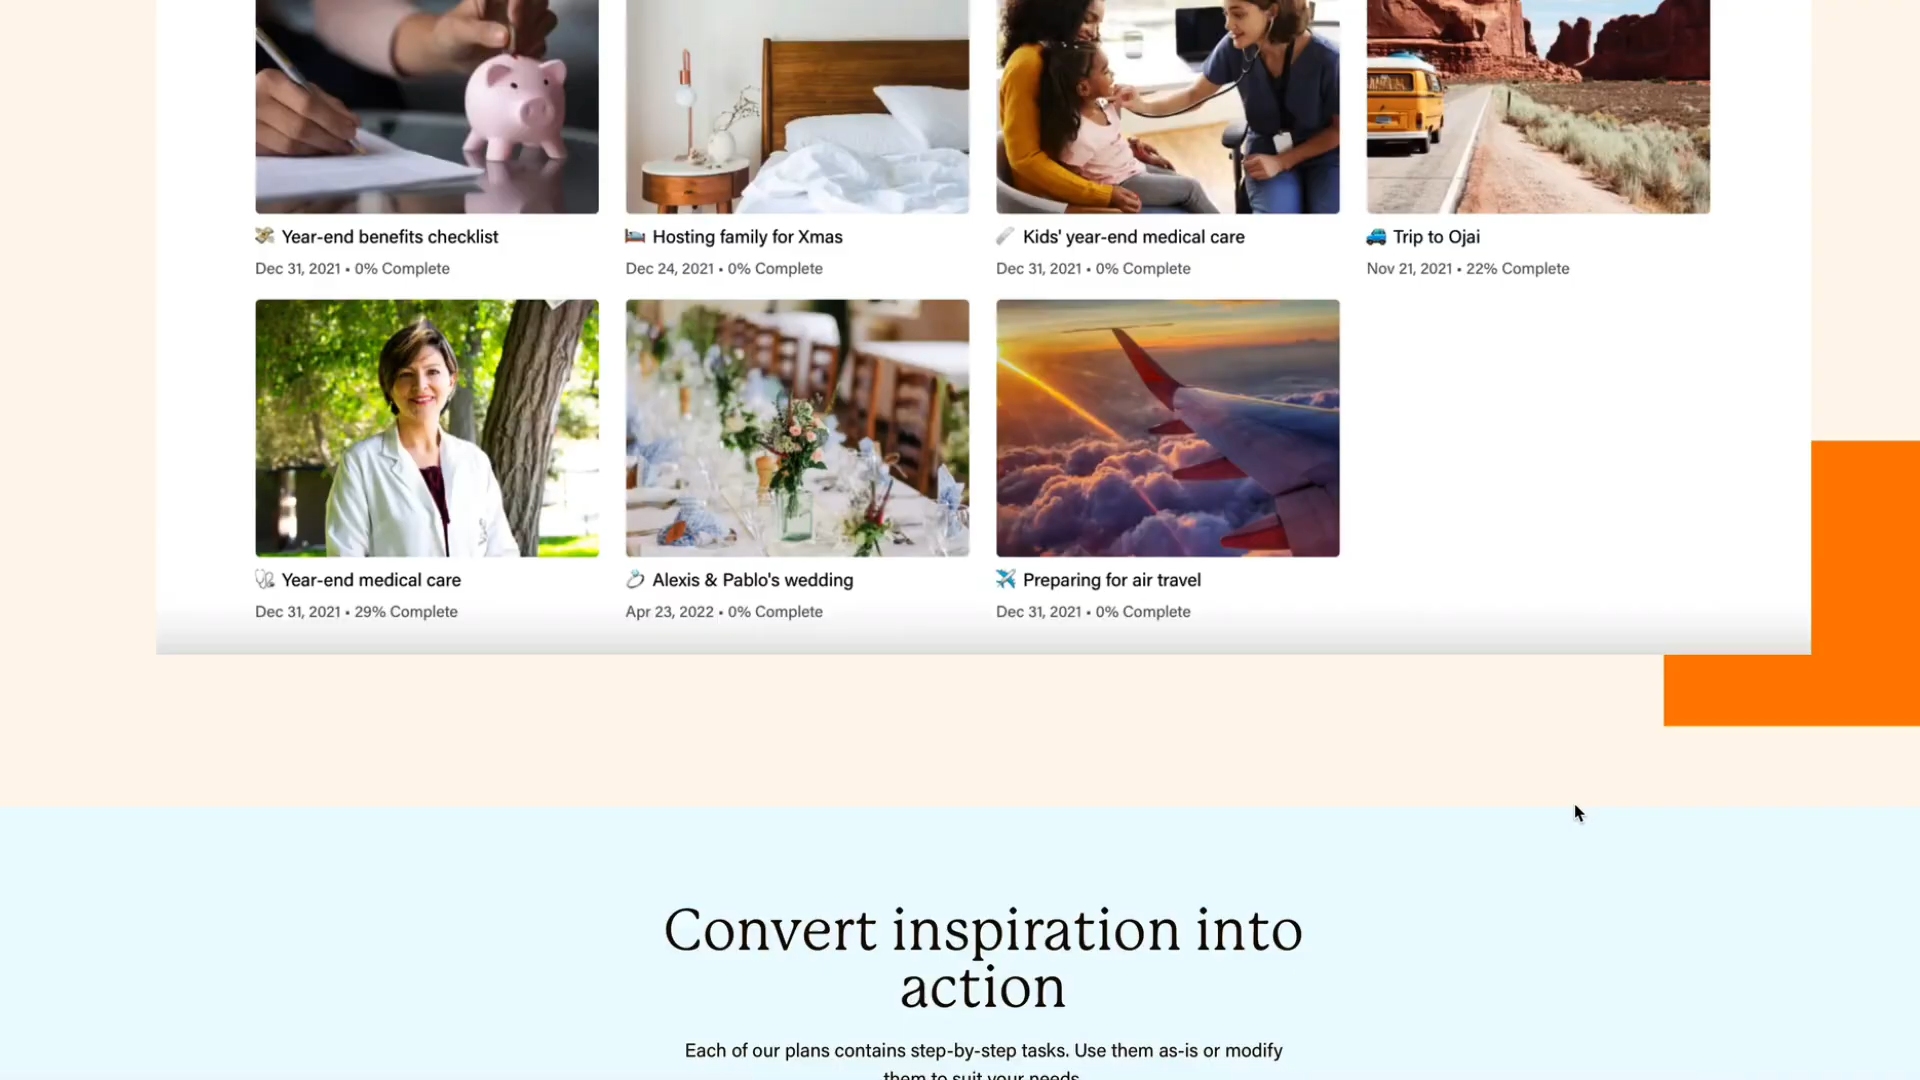 Year-end benefits checklist
Dec 31, 2021 • 0% Complete
Hosting family for Xmas
Dec 24, 2021 • 0% Complete
Kids' year-end medical care
Dec 31, 2021 • 0% Complete
Trip to Ojai
Nov 21, 2021 • 22% Complete
Year-end medical care
Dec 31, 2021 • 29% Complete
Alexis & Pablo's wedding
Apr 23, 2022 • 0% Complete
Preparing for air travel
Dec 31, 2021 • 0% Complete
Convert inspiration into
action
Each of our plans contains step-by-step tasks. Use them as-is or modify
them to suit your needs.